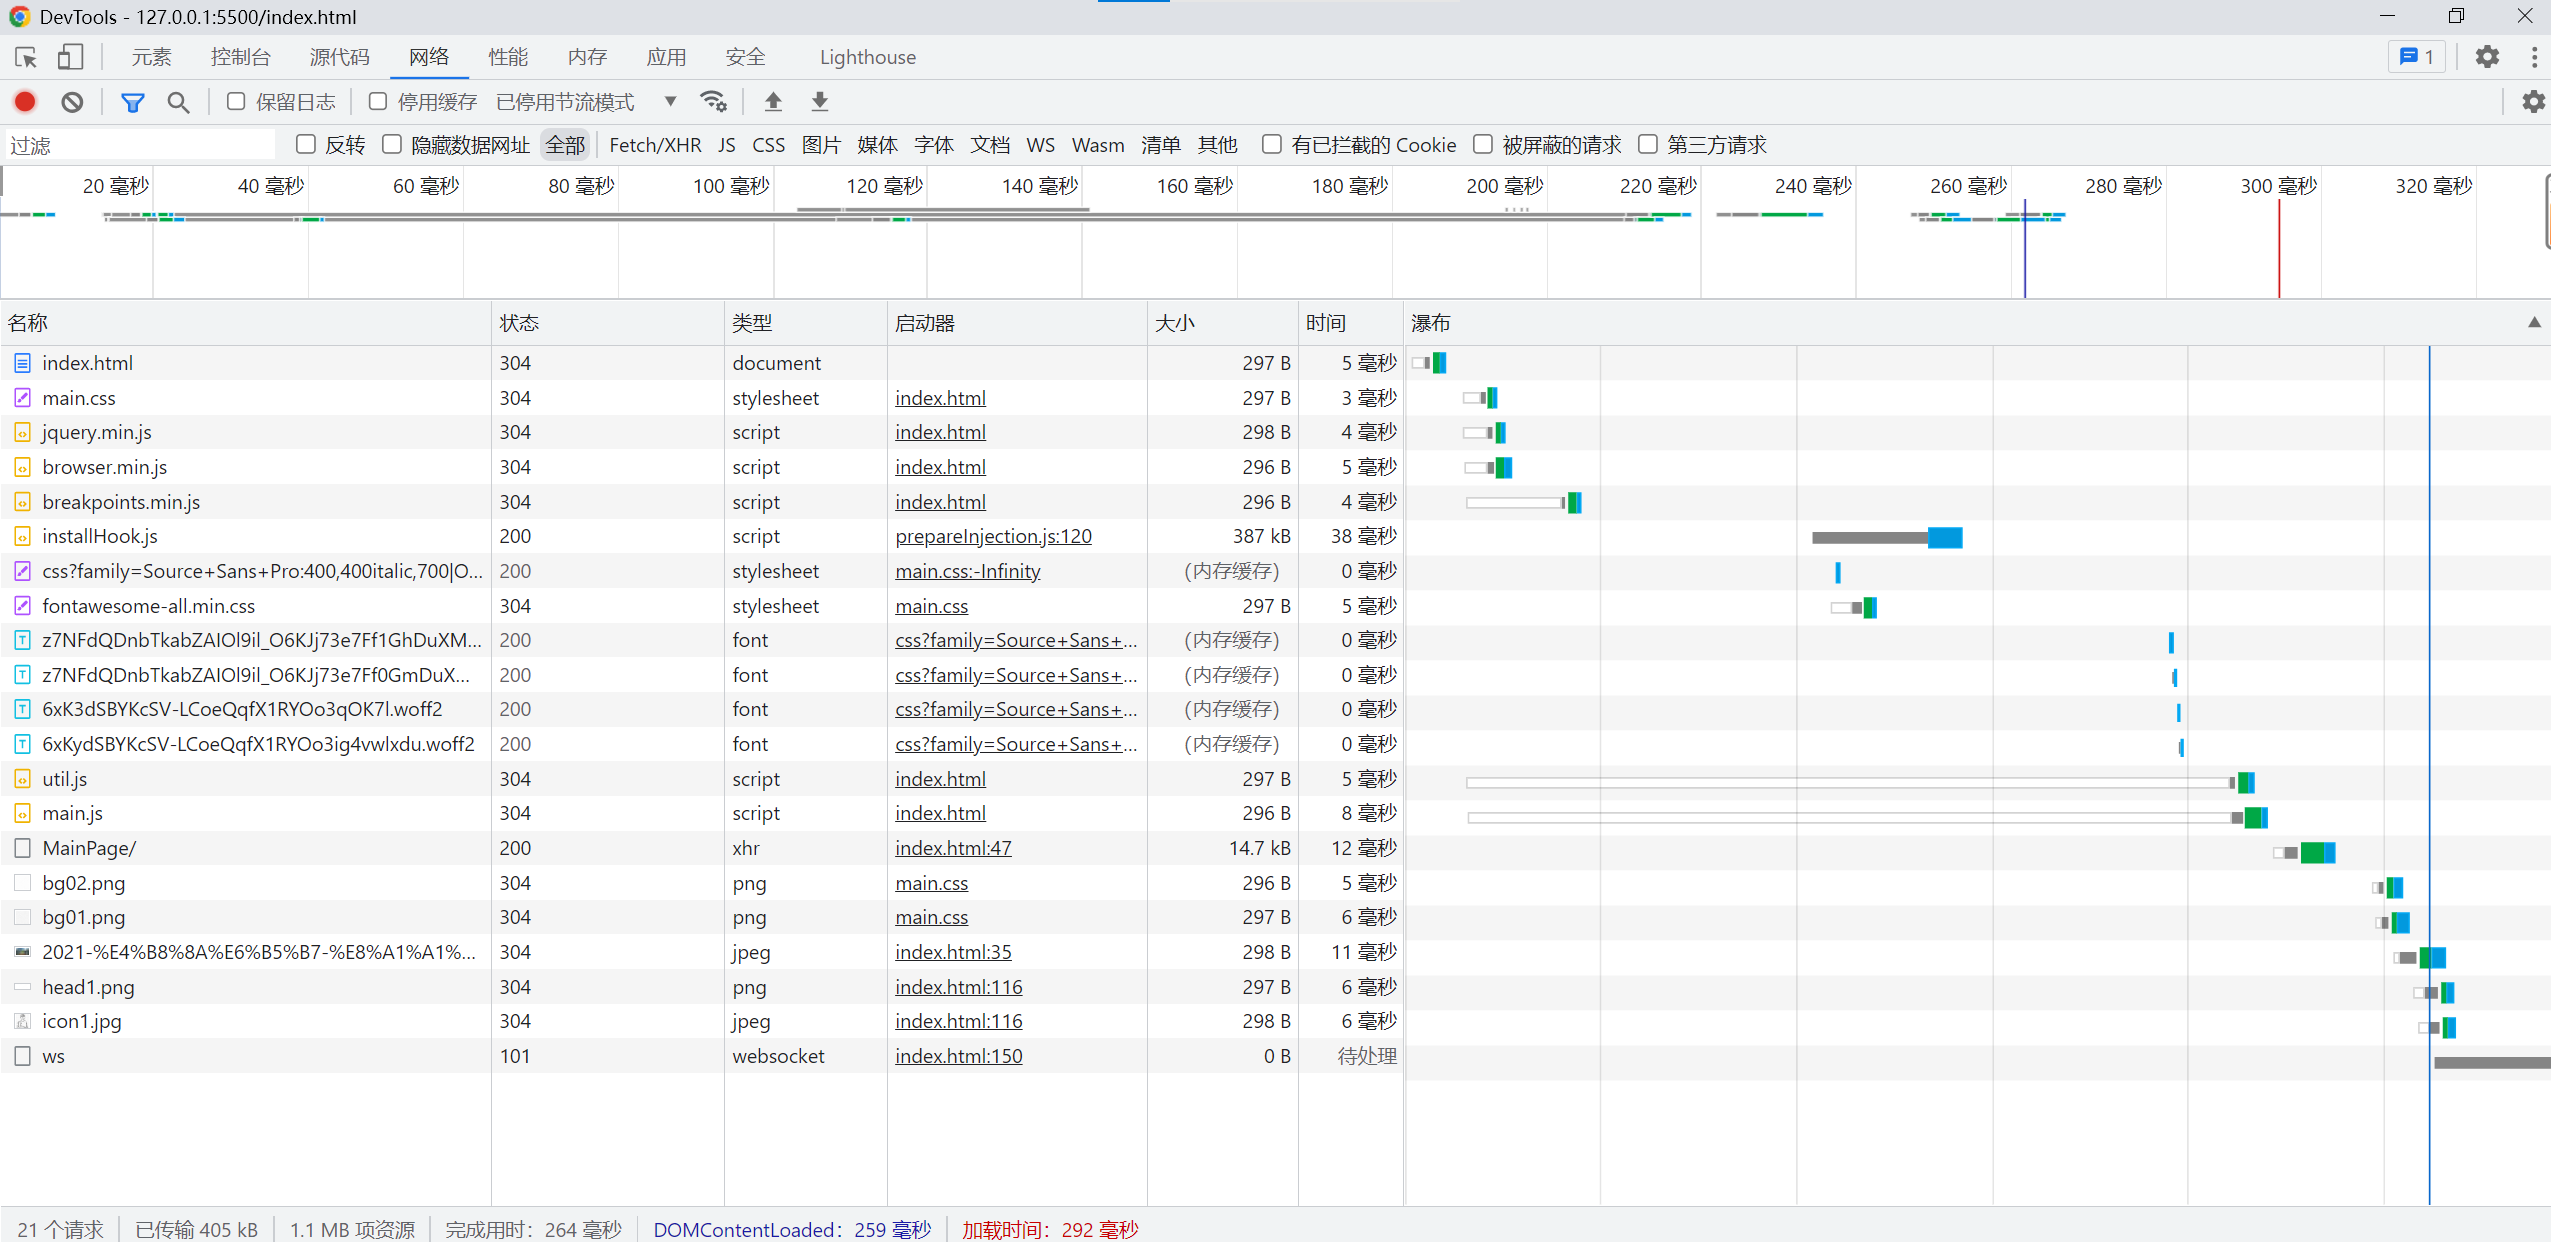 DevTools - 127.0.0.1:5500/index.html
元素 控制台 源代码 网络 性能 内存 应用 安全 Lighthouse 1
保留日志 停用缓存 已停用节流模式
过滤 反转 隐藏数据网址 全部 Fetch/XHR JS CSS 图片 媒体 字体 文档 WS Wasm 清单 其他 有已拦截的 Cookie 被屏蔽的请求 第三方请求
20 毫秒 40 毫秒 60 毫秒 80 毫秒 100 毫秒 120 毫秒 140 毫秒 160 毫秒 180 毫秒 200 毫秒 220 毫秒 240 毫秒 260 毫秒 280 毫秒 300 毫秒 320 毫秒
名称 状态 类型 启动器 大小 时间 瀑布
index.html 304 document 297 B 5 毫秒
main.css 304 stylesheet index.html 297 B 3 毫秒
jquery.min.js 304 script index.html 298 B 4 毫秒
browser.min.js 304 script index.html 296 B 5 毫秒
breakpoints.min.js 304 script index.html 296 B 4 毫秒
installHook.js 200 script prepareInjection.js:120 387 kB 38 毫秒
css?family=Source+Sans+Pro:400,400italic,700|O... 200 stylesheet main.css:-Infinity (内存缓存) 0 毫秒
fontawesome-all.min.css 304 stylesheet main.css 297 B 5 毫秒
z7NFdQDnbTkabZAIOl9il_O6KJj73e7Ff1GhDuXM... 200 font css?family=Source+Sans+... (内存缓存) 0 毫秒
z7NFdQDnbTkabZAIOl9il_O6KJj73e7Ff0GmDuX... 200 font css?family=Source+Sans+... (内存缓存) 0 毫秒
6xK3dSBYKcSV-LCoeQqfX1RYOo3qOK7l.woff2 200 font css?family=Source+Sans+... (内存缓存) 0 毫秒
6xKydSBYKcSV-LCoeQqfX1RYOo3ig4vwlxdu.woff2 200 font css?family=Source+Sans+... (内存缓存) 0 毫秒
util.js 304 script index.html 297 B 5 毫秒
main.js 304 script index.html 296 B 8 毫秒
MainPage/ 200 xhr index.html:47 14.7 kB 12 毫秒
bg02.png 304 png main.css 296 B 5 毫秒
bg01.png 304 png main.css 297 B 6 毫秒
2021-%E4%B8%8A%E6%B5%B7-%E8%A1%A1%... 304 jpeg index.html:35 298 B 11 毫秒
head1.png 304 png index.html:116 297 B 6 毫秒
icon1.jpg 304 jpeg index.html:116 298 B 6 毫秒
ws 101 websocket index.html:150 0 B 待处理
21 个请求 已传输 405 kB 1.1 MB 项资源 完成用时：264 毫秒 DOMContentLoaded：259 毫秒 加载时间：292 毫秒